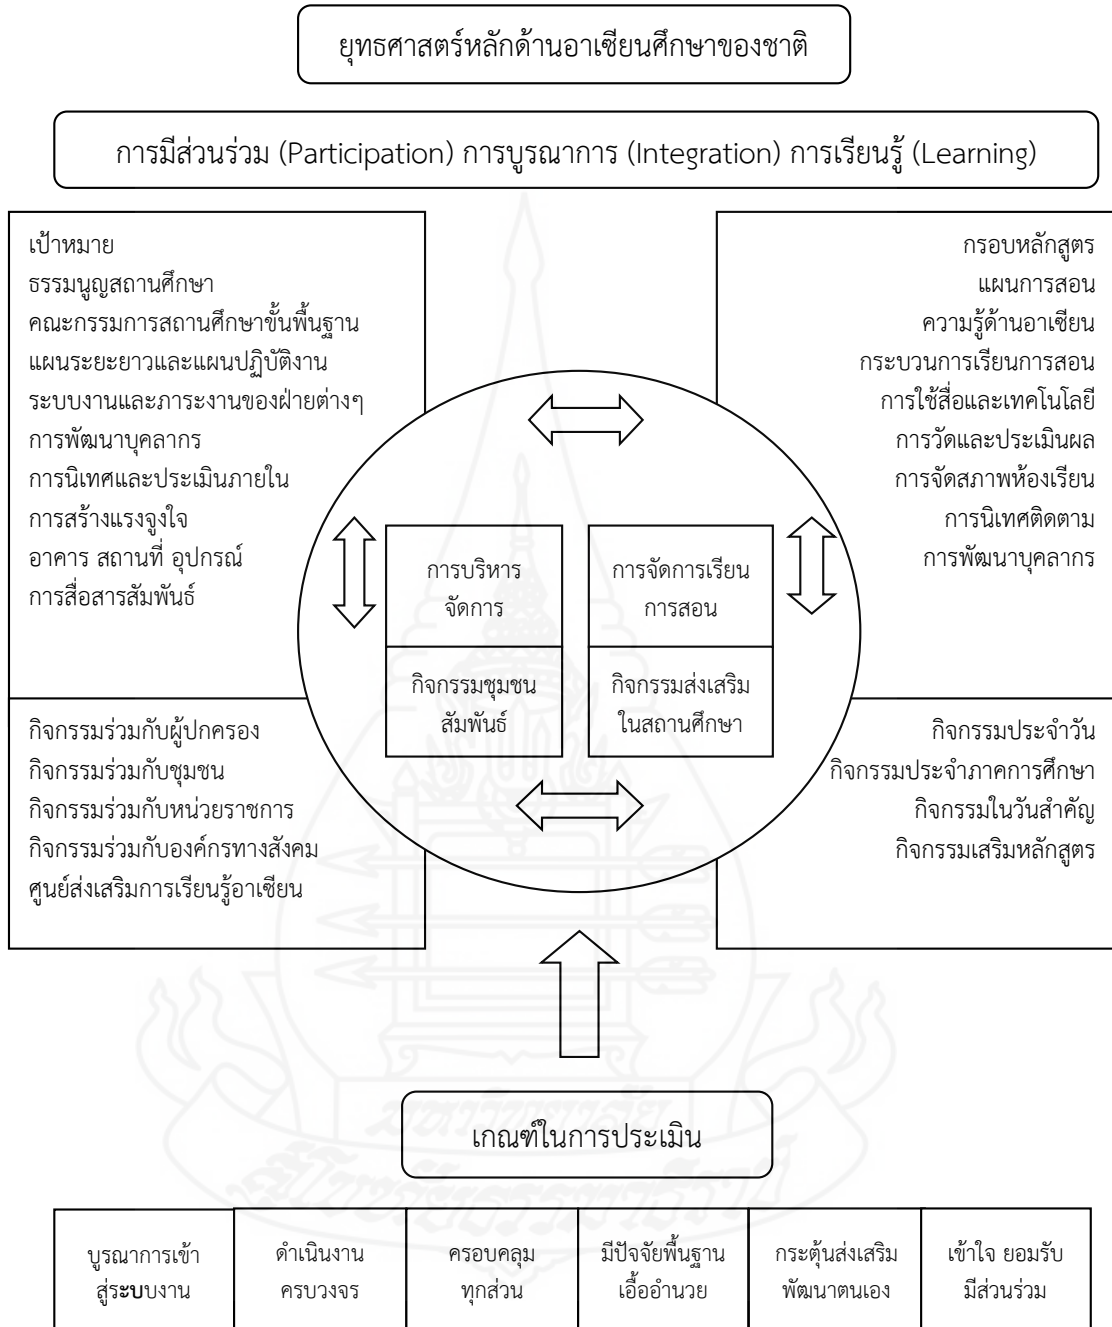 ยุทธศาสตร์หลักด้านอาเซียนศึกษาของชาติ
การมีส่วนร่วม (Participation) การบูรณาการ (Integration) การเรียนรู้ (Learning)
เป้าหมาย
ธรรมนูญสถานศึกษา
คณะกรรมการสถานศึกษาขั้นพื้นฐาน
แผนระยะยาวและแผนปฏิบัติงาน
ระบบงานและภาระงานของฝ่ายต่างๆ
การพัฒนาบุคลากร
การนิเทศและประเมินภายใน
การสร้างแรงจูงใจ
อาคาร สถานที่ อุปกรณ์
การสื่อสารสัมพันธ์
กรอบหลักสูตร
แผนการสอน
ความรู้ด้านอาเซียน
กระบวนการเรียนการสอน
การใช้สื่อและเทคโนโลยี
การวัดและประเมินผล
การจัดสภาพห้องเรียน
การนิเทศติดตาม
การพัฒนาบุคลากร
การบริหาร
จัดการ
การจัดการเรียน
การสอน
กิจกรรมชุมชน
สัมพันธ์
กิจกรรมส่งเสริม
ในสถานศึกษา
กิจกรรมร่วมกับผู้ปกครอง
กิจกรรมร่วมกับชุมชน
กิจกรรมร่วมกับหน่วยราชการ
กิจกรรมร่วมกับองค์กรทางสังคม
ศูนย์ส่งเสริมการเรียนรู้อาเซียน
กิจกรรมประจำวัน
กิจกรรมประจำภาคการศึกษา
กิจกรรมในวันสำคัญ
กิจกรรมเสริมหลักสูตร
มหาวิทยาลัย
สุโขทัยธรรมาธิราช
เกณฑ์ในการประเมิน
บูรณาการเข้า
สู่ระบบงาน
ดำเนินงาน
ครบวงจร
ครอบคลุม
ทุกส่วน
มีปัจจัยพื้นฐาน
เอื้ออำนวย
กระตุ้นส่งเสริม
พัฒนาตนเอง
เข้าใจ ยอมรับ
มีส่วนร่วม